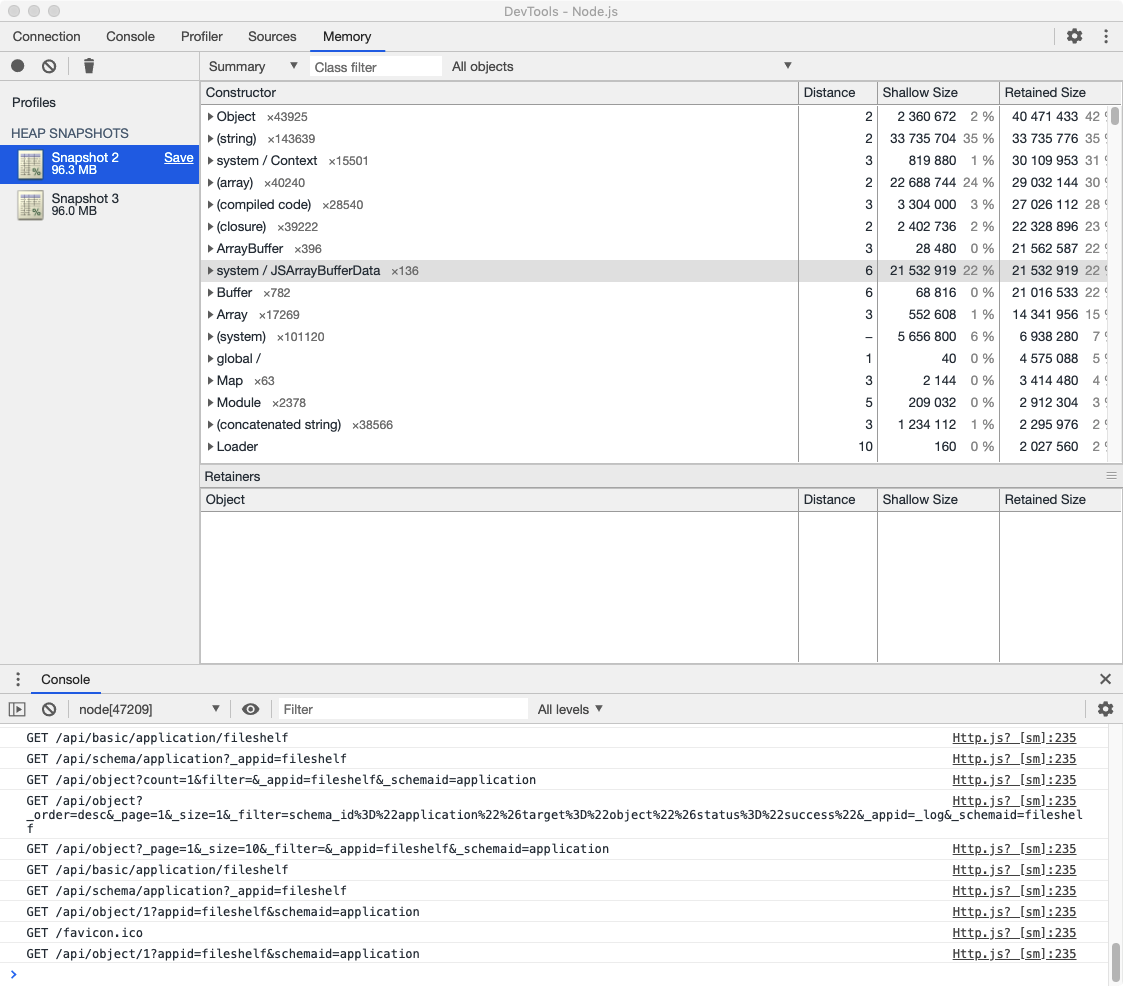 DevTools - Node.js
Connection Console Profiler Sources Memory
Summary ▼ Class filter All objects ▼
Profiles
HEAP SNAPSHOTS
Snapshot 2 Save
96.3 MB
Snapshot 3
96.0 MB
Constructor Distance Shallow Size Retained Size
Object ×43925 2 2 360 672 2 % 40 471 433 42 %
(string) ×143639 2 33 735 704 35 % 33 735 776 35 %
system / Context ×15501 3 819 880 1 % 30 109 953 31 %
(array) ×40240 2 22 688 744 24 % 29 032 144 30 %
(compiled code) ×28540 3 3 304 000 3 % 27 026 112 28 %
(closure) ×39222 2 2 402 736 2 % 22 328 896 23 %
ArrayBuffer ×396 3 28 480 0 % 21 562 587 22 %
system / JSArrayBufferData ×136 6 21 532 919 22 % 21 532 919 22 %
Buffer ×782 6 68 816 0 % 21 016 533 22 %
Array ×17269 3 552 608 1 % 14 341 956 15 %
(system) ×101120 – 5 656 800 6 % 6 938 280 7 %
global / 1 40 0 % 4 575 088 5 %
Map ×63 3 2 144 0 % 3 414 480 4 %
Module ×2378 5 209 032 0 % 2 912 304 3 %
(concatenated string) ×38566 3 1 234 112 1 % 2 295 976 2 %
Loader 10 160 0 % 2 027 560 2 %
Retainers
Object Distance Shallow Size Retained Size
Console
node[47209] ▼ Filter All levels ▼
GET /api/basic/application/fileshelf Http.js? [sm]:235
GET /api/schema/application?_appid=fileshelf Http.js? [sm]:235
GET /api/object?count=1&filter=&_appid=fileshelf&_schemaid=application Http.js? [sm]:235
GET /api/object? Http.js? [sm]:235
_order=desc&_page=1&_size=1&_filter=schema_id%3D%22application%22%26target%3D%22object%22%26status%3D%22success%22&_appid=_log&_schemaid=fileshel
f
GET /api/object?_page=1&_size=10&_filter=&_appid=fileshelf&_schemaid=application Http.js? [sm]:235
GET /api/basic/application/fileshelf Http.js? [sm]:235
GET /api/schema/application?_appid=fileshelf Http.js? [sm]:235
GET /api/object/1?appid=fileshelf&schemaid=application Http.js? [sm]:235
GET /favicon.ico Http.js? [sm]:235
GET /api/object/1?appid=fileshelf&schemaid=application Http.js? [sm]:235